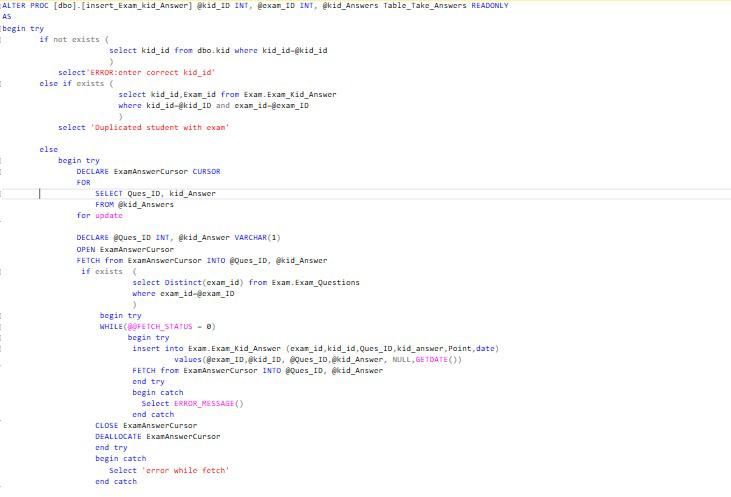 ALTER PROC [dbo].[insert_Exam_kid_Answer] @kid_ID INT, @exam_ID INT, @kid_Answers Table_Take_Answers READONLY
AS
begin try
if not exists (
select kid_id from dbo.kid where kid_id=@kid_id
)
select'ERROR:enter correct kid_id'
else if exists (
select kid_id,Exam_id from Exam.Exam_Kid_Answer
where kid_id=@kid_ID and exam_id=@exam_ID
)
select 'Duplicated student with exam'
else
begin try
DECLARE ExamAnswerCursor CURSOR
FOR
SELECT Ques_ID, kid_Answer
FROM @kid_Answers
for update
DECLARE @Ques_ID INT, @kid_Answer VARCHAR(1)
OPEN ExamAnswerCursor
FETCH from ExamAnswerCursor INTO @Ques_ID, @kid_Answer
if exists (
select Distinct(exam_id) from Exam.Exam_Questions
where exam_id=@exam_ID
)
begin try
WHILE(@@FETCH_STATUS = 0)
begin try
insert into Exam.Exam_Kid_Answer (exam_id,kid_id,Ques_ID,kid_answer,Point,date)
values(@exam_ID,@kid_ID, @Ques_ID,@kid_Answer, NULL,GETDATE())
FETCH from ExamAnswerCursor INTO @Ques_ID, @kid_Answer
end try
begin catch
Select ERROR_MESSAGE()
end catch
CLOSE ExamAnswerCursor
DEALLOCATE ExamAnswerCursor
end try
begin catch
Select 'error while fetch'
end catch